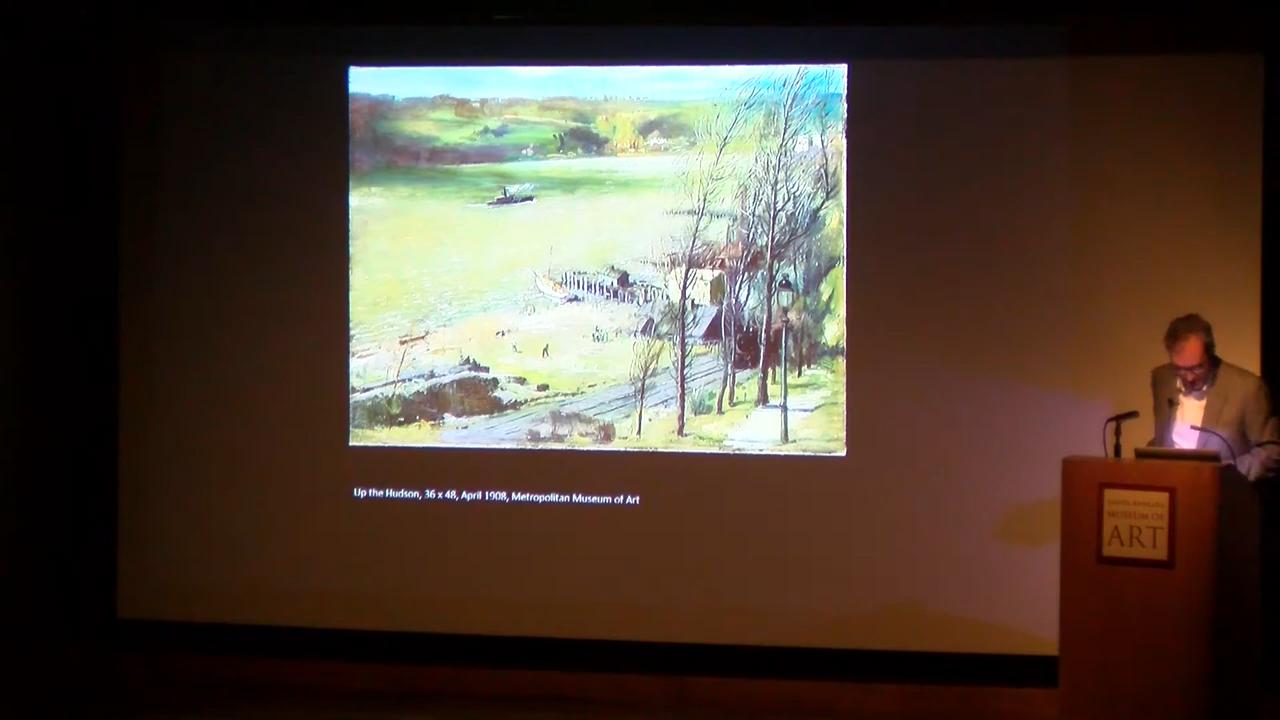 Up the Hudson, 36 x 48, April 1908, Metropolitan Museum of Art
MUSEUM OF
ART